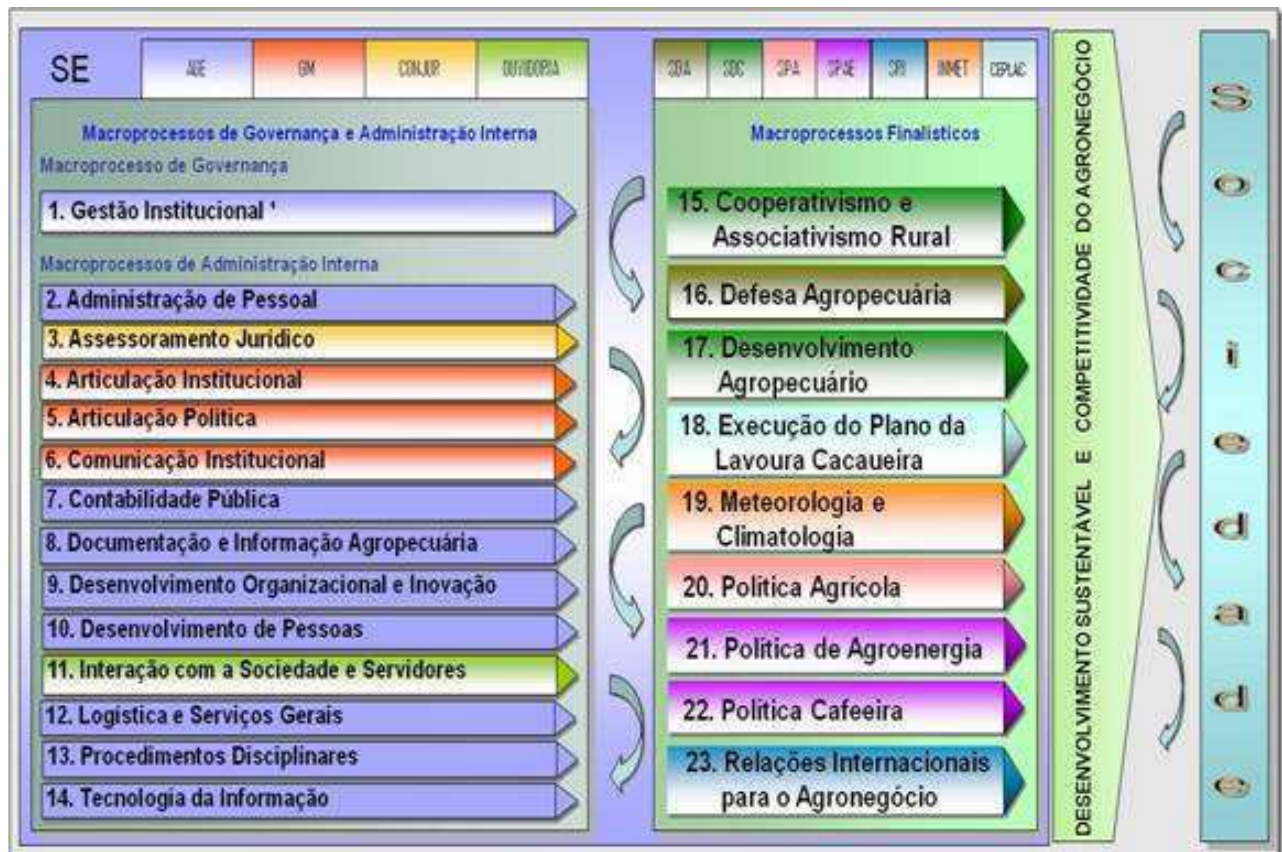 SE
AGE
GM
CONJUR
OUVIDORIA
SDA
SDC
SPA
SPAE
SRI
INMET
CEPLAC
Macroprocessos de Governança e Administração Interna
Macroprocesso de Governança
1. Gestão Institucional ¹
Macroprocessos de Administração Interna
2. Administração de Pessoal
3. Assessoramento Jurídico
4. Articulação Institucional
5. Articulação Política
6. Comunicação Institucional
7. Contabilidade Pública
8. Documentação e Informação Agropecuária
9. Desenvolvimento Organizacional e Inovação
10. Desenvolvimento de Pessoas
11. Interação com a Sociedade e Servidores
12. Logística e Serviços Gerais
13. Procedimentos Disciplinares
14. Tecnologia da Informação
Macroprocessos Finalísticos
15. Cooperativismo e
Associativismo Rural
16. Defesa Agropecuária
17. Desenvolvimento
Agropecuário
18. Execução do Plano da
Lavoura Cacaueira
19. Meteorologia e
Climatologia
20. Política Agrícola
21. Política de Agroenergia
22. Política Cafeeira
23. Relações Internacionais
para o Agronegócio
DESENVOLVIMENTO SUSTENTÁVEL E COMPETITIVIDADE DO AGRONEGÓCIO
Sociedade